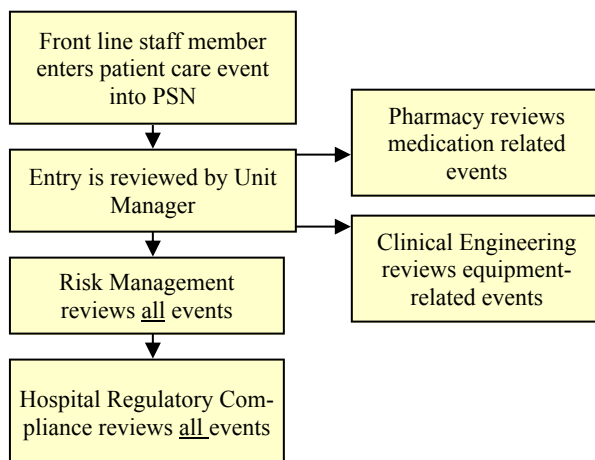 Front line staff member
enters patient care event
into PSN
Pharmacy reviews
medication related
events
Entry is reviewed by Unit
Manager
Clinical Engineering
reviews equipment-
related events
Risk Management
reviews all events
Hospital Regulatory Com-
pliance reviews all events